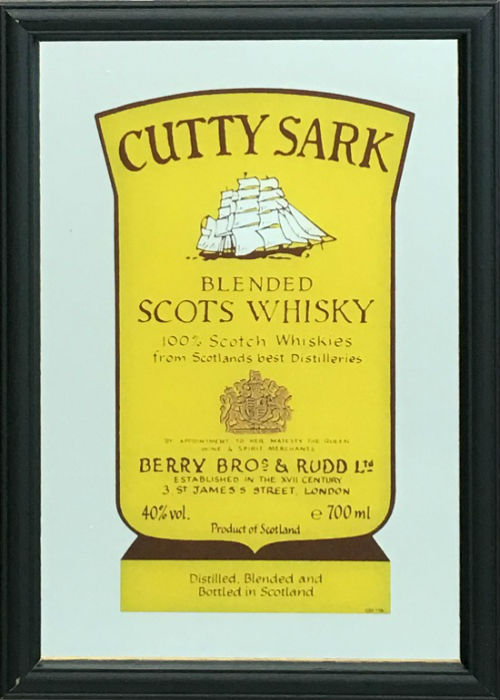 CUTTY SARK
BLENDED
SCOTS WHISKY
100% Scotch Whiskies
from Scotlands best Distilleries
BY APPOINTMENT TO HER MAJESTY THE QUEEN
WINE & SPIRIT MERCHANTS
BERRY BROS & RUDD LTD
ESTABLISHED IN THE XVII CENTURY
3 ST JAMES'S STREET, LONDON
40% vol.
e 700 ml
Product of Scotland
Distilled, Blended and
Bottled in Scotland